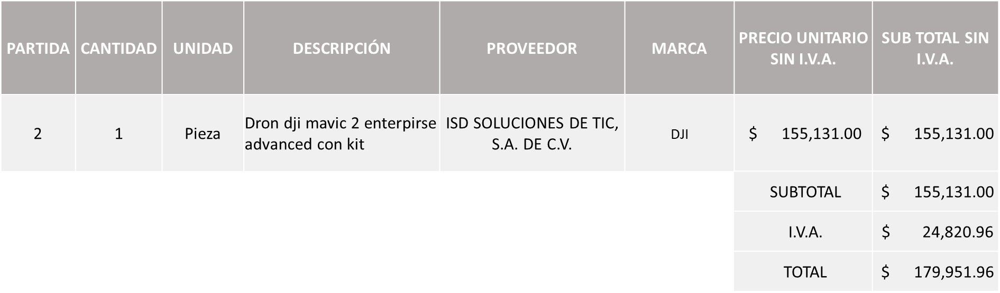 PARTIDA CANTIDAD UNIDAD DESCRIPCIÓN PROVEEDOR MARCA PRECIO UNITARIO SIN I.V.A. SUB TOTAL SIN I.V.A.
2 1 Pieza Dron dji mavic 2 enterpirse advanced con kit ISD SOLUCIONES DE TIC, S.A. DE C.V. DJI $ 155,131.00 $ 155,131.00
SUBTOTAL $ 155,131.00
I.V.A. $ 24,820.96
TOTAL $ 179,951.96